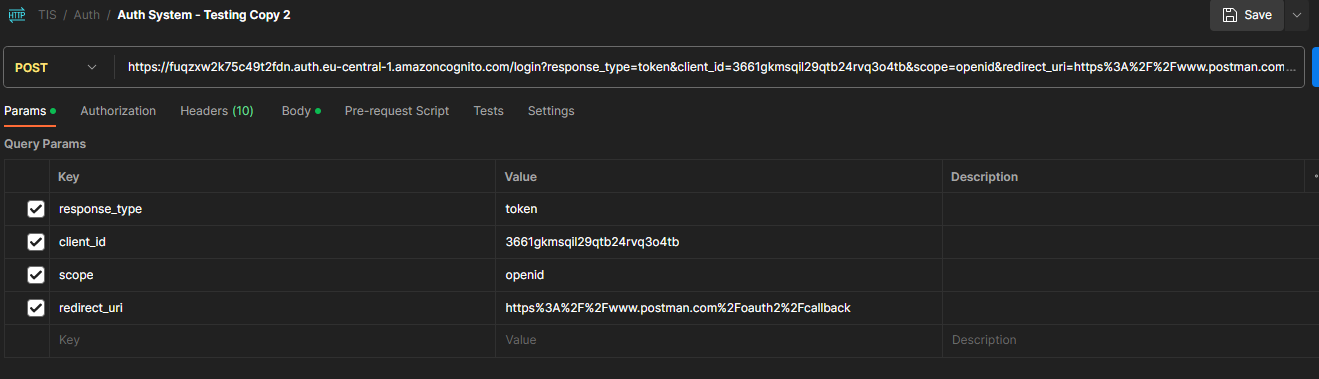 HTTP TIS / Auth / Auth System - Testing Copy 2 Save
POST https://fuqzxw2k75c49t2fdn.auth.eu-central-1.amazoncognito.com/login?response_type=token&client_id=3661gkmsqil29qtb24rvq3o4tb&scope=openid&redirect_uri=https%3A%2F%2Fwww.postman.com...
Params Authorization Headers (10) Body Pre-request Script Tests Settings
Query Params
Key Value Description
response_type token
client_id 3661gkmsqil29qtb24rvq3o4tb
scope openid
redirect_uri https%3A%2F%2Fwww.postman.com%2Foauth2%2Fcallback
Key Value Description